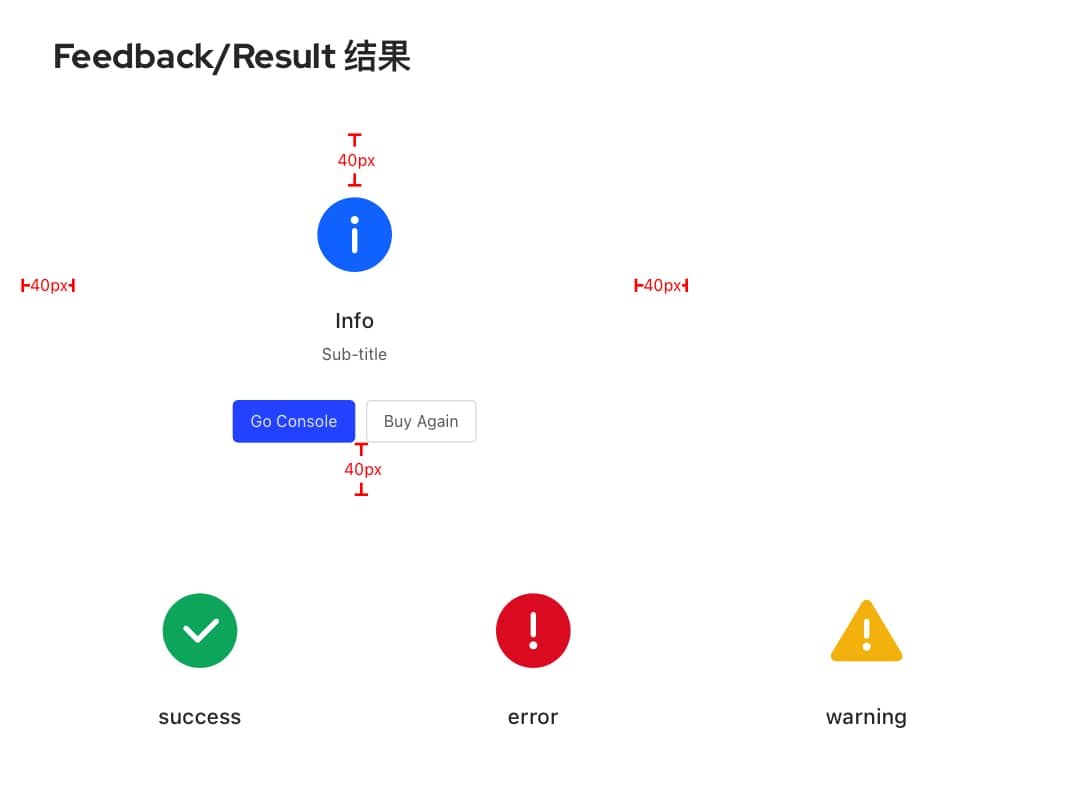 Feedback/Result 结果
40px
40px
40px
Info
Sub-title
Go Console
Buy Again
40px
success
error
warning